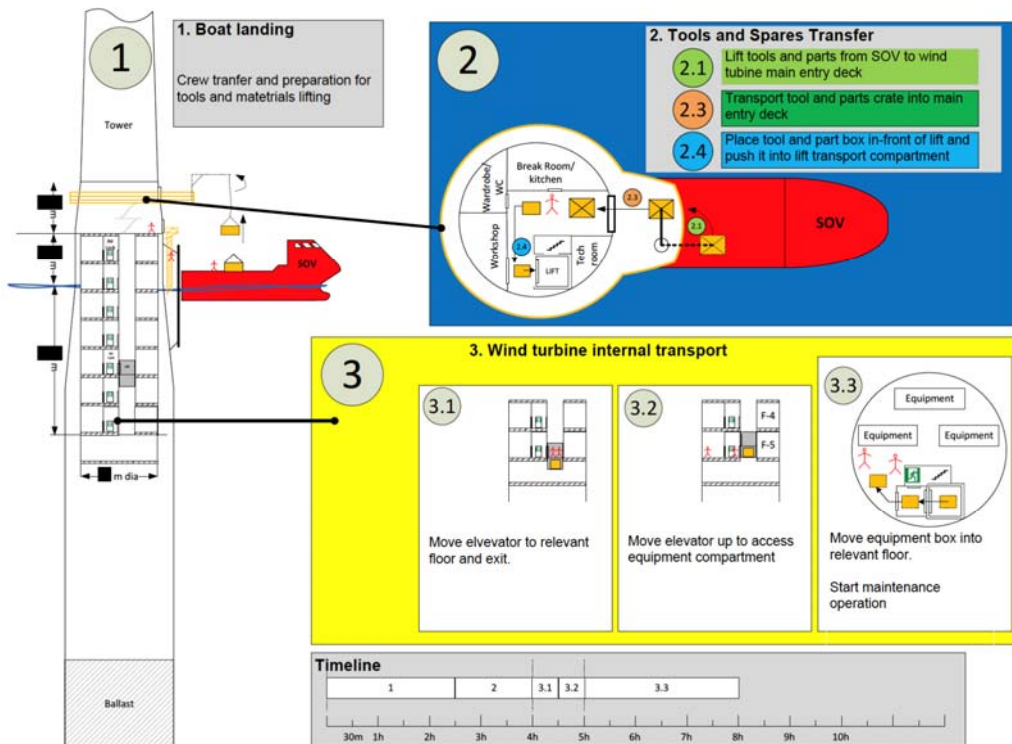 1
1. Boat landing
Crew tranfer and preparation for
tools and matetrials lifting
Tower
m
m
m
m dia
SOV
Ballast
2
2. Tools and Spares Transfer
2.1
Lift tools and parts from SOV to wind
tubine main entry deck
2.3
Transport tool and parts crate into main
entry deck
2.4
Place tool and part box in-front of lift and
push it into lift transport compartment
Wardrobe/
WC
Break Room/
kitchen
Workshop
Tech
room
LIFT
2.3
2.4
2.1
SOV
3
3. Wind turbine internal transport
3.1
Move elvevator to relevant
floor and exit.
3.2
F-4
F-5
Move elevator up to access
equipment compartment
3.3
Equipment
Equipment
Equipment
Move equipment box into
relevant floor.
Start maintenance
operation
Timeline
1 2 3.1 3.2 3.3
30m 1h 2h 3h 4h 5h 6h 7h 8h 9h 10h